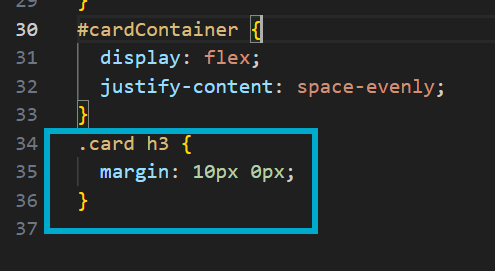 29 }
30 #cardContainer {
31 display: flex;
32 justify-content: space-evenly;
33 }
34 .card h3 {
35 margin: 10px 0px;
36 }
37